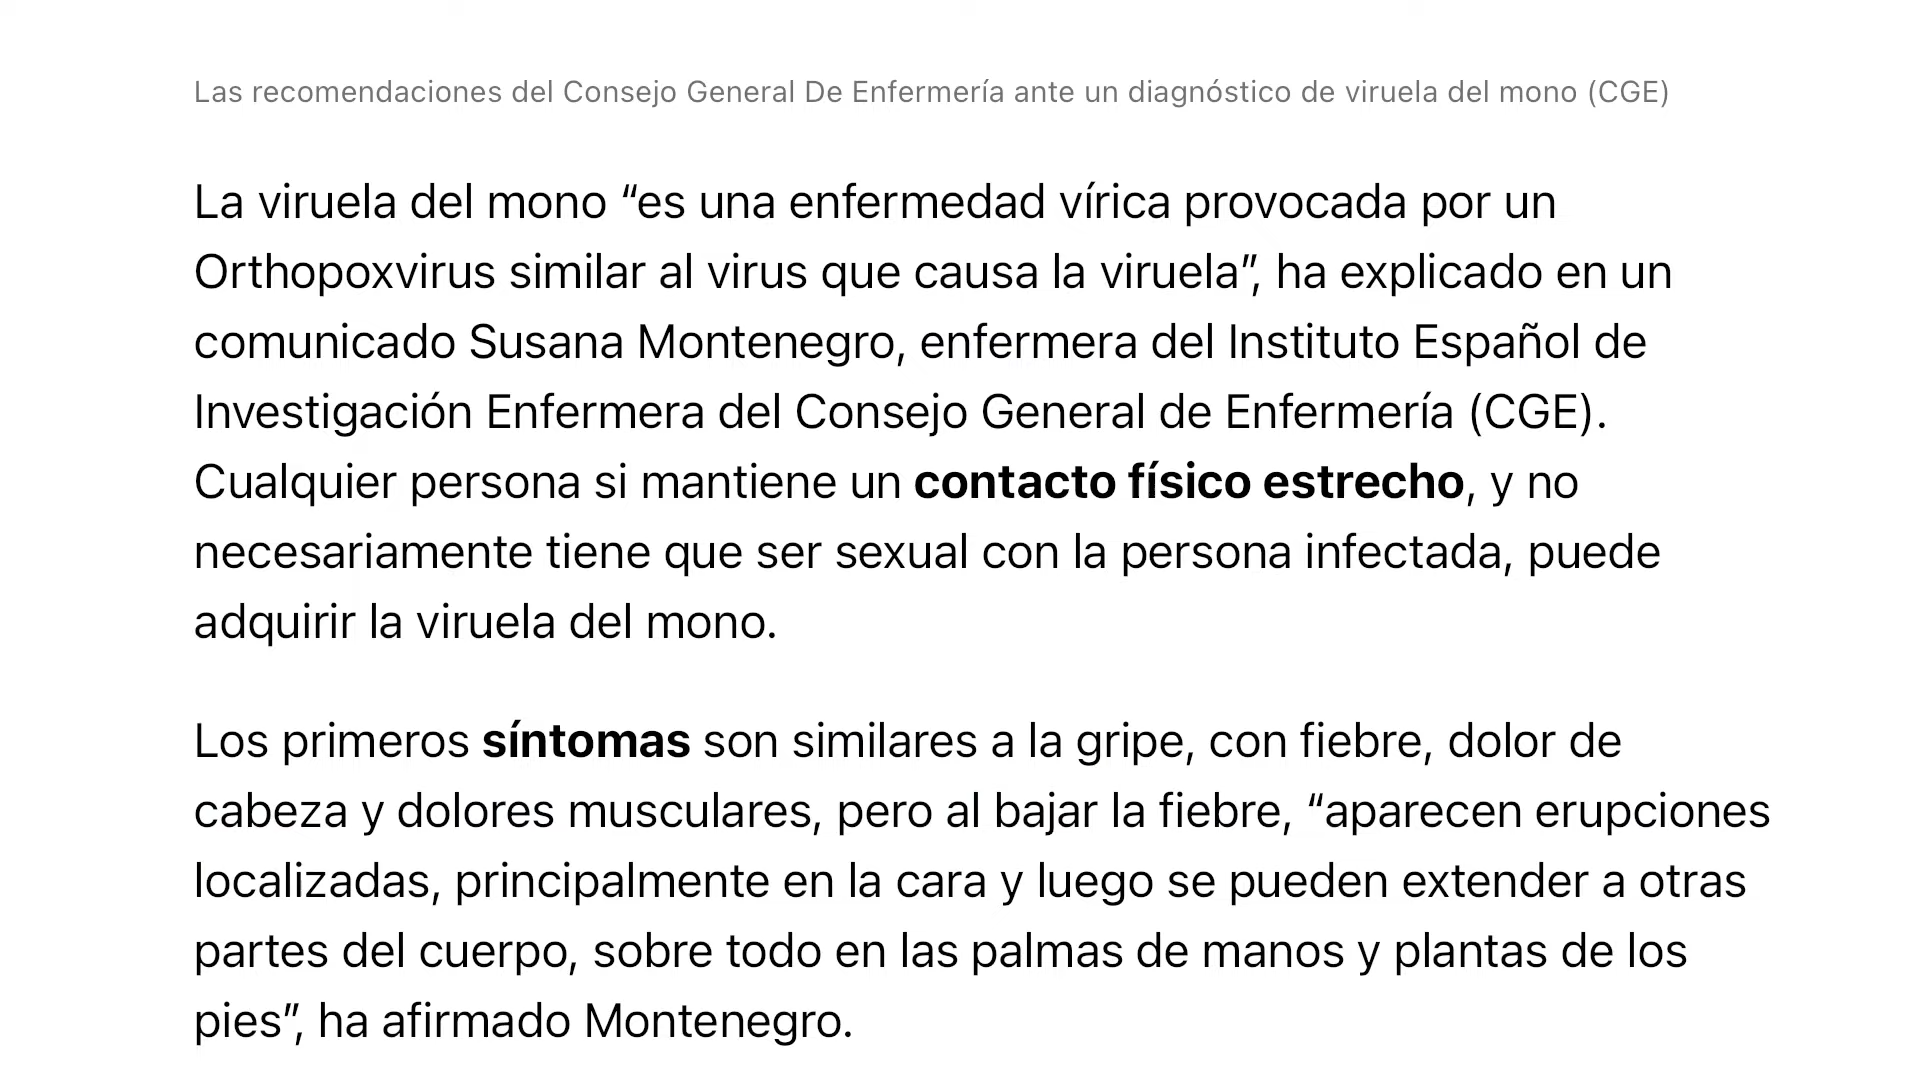 Las recomendaciones del Consejo General De Enfermería ante un diagnóstico de viruela del mono (CGE)
La viruela del mono “es una enfermedad vírica provocada por un
Orthopoxvirus similar al virus que causa la viruela”, ha explicado en un
comunicado Susana Montenegro, enfermera del Instituto Español de
Investigación Enfermera del Consejo General de Enfermería (CGE).
Cualquier persona si mantiene un contacto físico estrecho, y no
necesariamente tiene que ser sexual con la persona infectada, puede
adquirir la viruela del mono.
Los primeros síntomas son similares a la gripe, con fiebre, dolor de
cabeza y dolores musculares, pero al bajar la fiebre, “aparecen erupciones
localizadas, principalmente en la cara y luego se pueden extender a otras
partes del cuerpo, sobre todo en las palmas de manos y plantas de los
pies”, ha afirmado Montenegro.